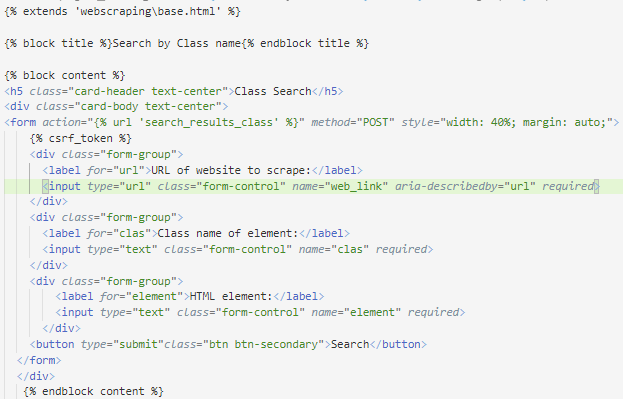 {% extends 'webscraping\base.html' %}
{% block title %}Search by Class name{% endblock title %}
{% block content %}
<h5 class="card-header text-center">Class Search</h5>
<div class="card-body text-center">
<form action="{% url 'search_results_class' %}" method="POST" style="width: 40%; margin: auto;">
{% csrf_token %}
<div class="form-group">
<label for="url">URL of website to scrape:</label>
<input type="url" class="form-control" name="web_link" aria-describedby="url" required>
</div>
<div class="form-group">
<label for="clas">Class name of element:</label>
<input type="text" class="form-control" name="clas" required>
</div>
<div class="form-group">
<label for="element">HTML element:</label>
<input type="text" class="form-control" name="element" required>
</div>
<button type="submit"class="btn btn-secondary">Search</button>
</form>
</div>
{% endblock content %}